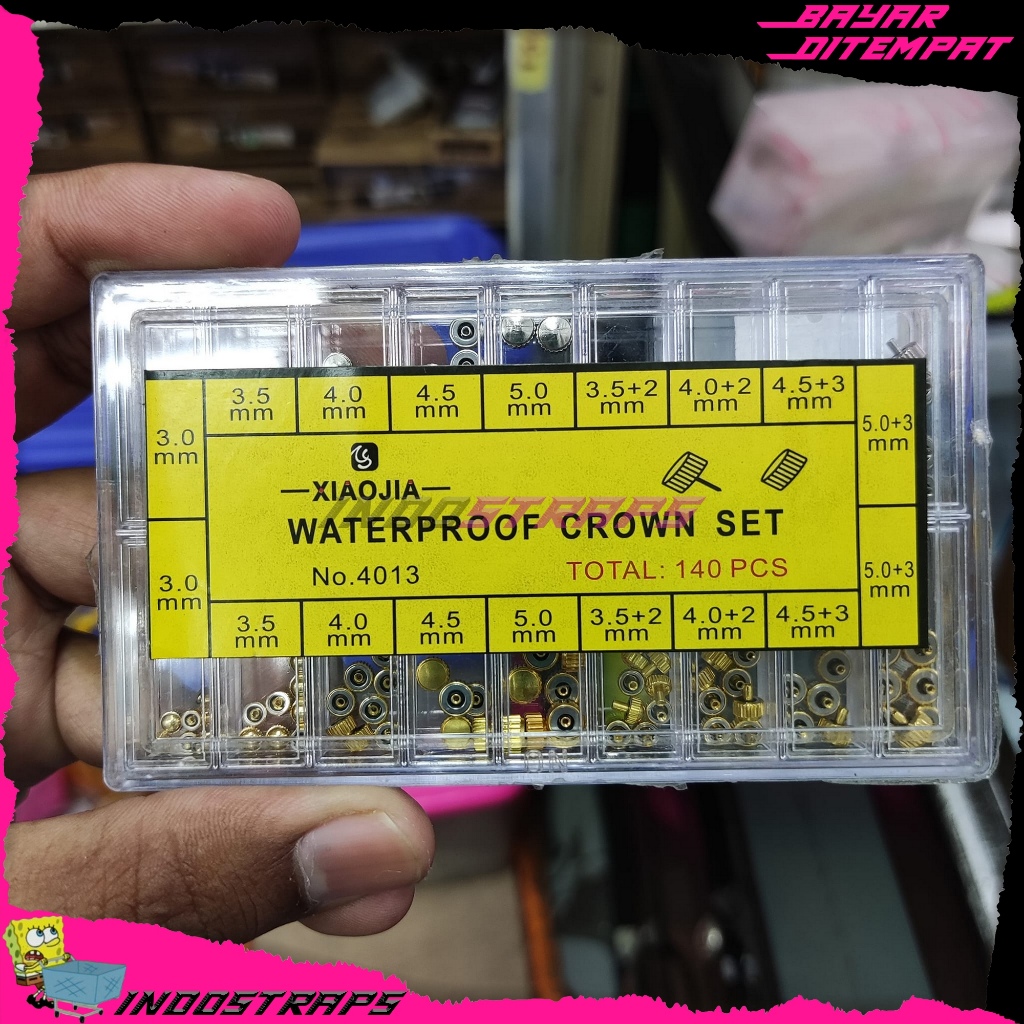 BAYAR
DITEMPAT
3.0 mm
3.5 mm
4.0 mm
4.5 mm
5.0 mm
3.5+2 mm
4.0+2 mm
4.5+3 mm
5.0+3 mm
XIAOJIA
INDOSTRAPS
WATERPROOF CROWN SET
No.4013
TOTAL: 140 PCS
3.0 mm
3.5 mm
4.0 mm
4.5 mm
5.0 mm
3.5+2 mm
4.0+2 mm
4.5+3 mm
5.0+3 mm
INDOSTRAPS